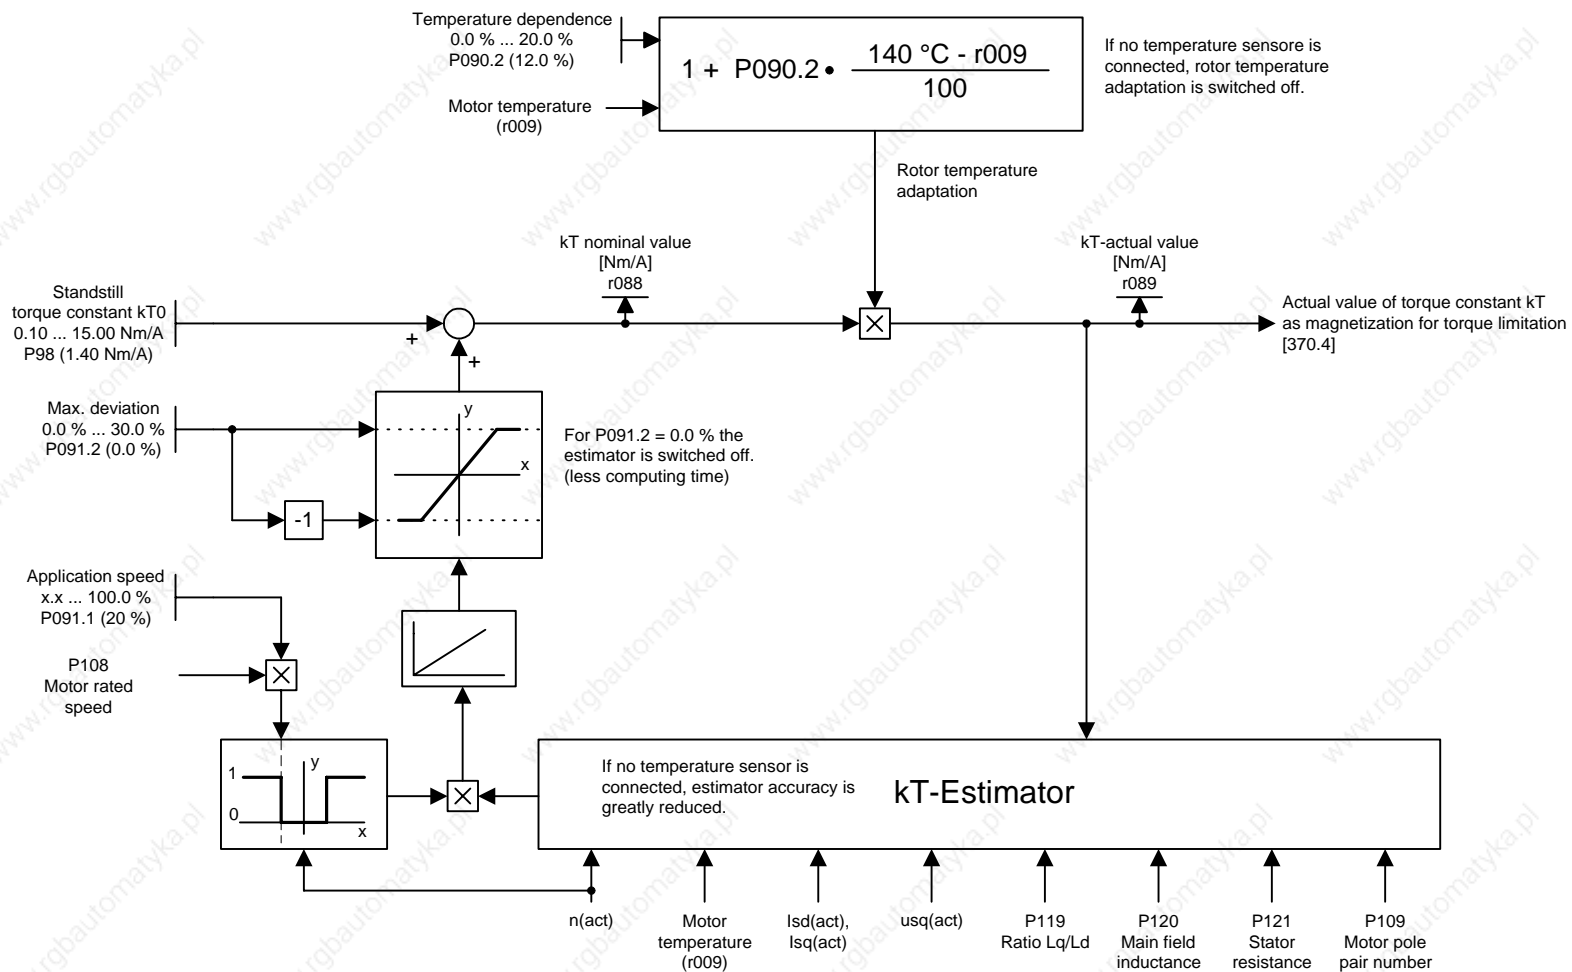 Temperature dependence
0.0 % ... 20.0 %
P090.2 (12.0 %)
Motor temperature
(r009)
1 + P090.2 •
140 °C - r009
100
If no temperature sensore is
connected, rotor temperature
adaptation is switched off.
Rotor temperature
adaptation
kT nominal value
[Nm/A]
r088
kT-actual value
[Nm/A]
r089
Standstill
torque constant kT0
0.10 ... 15.00 Nm/A
P98 (1.40 Nm/A)
+
+
Actual value of torque constant kT
as magnetization for torque limitation
[370.4]
Max. deviation
0.0 % ... 30.0 %
P091.2 (0.0 %)
y
x
-1
For P091.2 = 0.0 % the
estimator is switched off.
(less computing time)
Application speed
x.x ... 100.0 %
P091.1 (20 %)
P108
Motor rated
speed
1
0
y
x
If no temperature sensor is
connected, estimator accuracy is
greatly reduced.
kT-Estimator
n(act)
Motor
temperature
(r009)
Isd(act),
Isq(act)
usq(act)
P119
Ratio Lq/Ld
P120
Main field
inductance
P121
Stator
resistance
P109
Motor pole
pair number
www.rgbautomatyka.pl